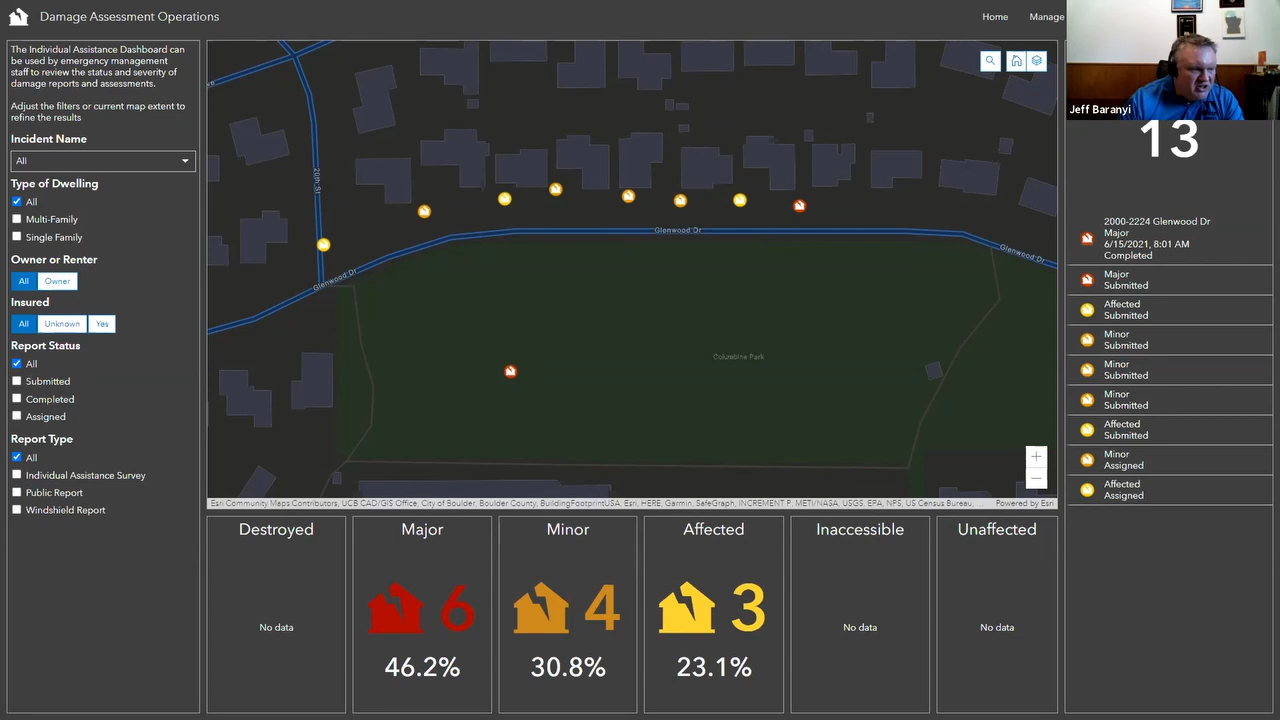 Damage Assessment Operations
Home
Manage
Jeff Baranyi
The Individual Assistance Dashboard can
be used by emergency management
staff to review the status and severity of
damage reports and assessments.
Adjust the filters or current map extent to
refine the results
Incident Name
All
Type of Dwelling
All
Multi-Family
Single Family
Owner or Renter
All
Owner
Insured
All
Unknown
Yes
Report Status
All
Submitted
Completed
Assigned
Report Type
All
Individual Assistance Survey
Public Report
Windshield Report
20th St
Glenwood Dr
Glenwood Dr
Glenwood Dr
Columbine Park
Esri Community Maps Contributors, UCB CAD/GIS Office, City of Boulder, Boulder County, BuildingFootprintUSA, Esri, HERE, Garmin, SafeGraph, INCREMENT P, METI/NASA, USGS, EPA, NPS, US Census Bureau, ...
Powered by Esri
13
2000-2224 Glenwood Dr
Major
6/15/2021, 8:01 AM
Completed
Major
Submitted
Affected
Submitted
Minor
Submitted
Minor
Submitted
Minor
Submitted
Affected
Submitted
Minor
Assigned
Affected
Assigned
Destroyed
No data
Major
6
46.2%
Minor
4
30.8%
Affected
3
23.1%
Inaccessible
No data
Unaffected
No data